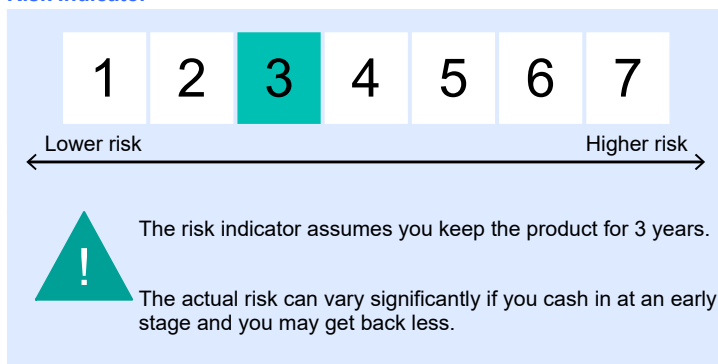 Risk Indicator
1 2 3 4 5 6 7
Lower risk Higher risk
! The risk indicator assumes you keep the product for 3 years.
The actual risk can vary significantly if you cash in at an early
stage and you may get back less.